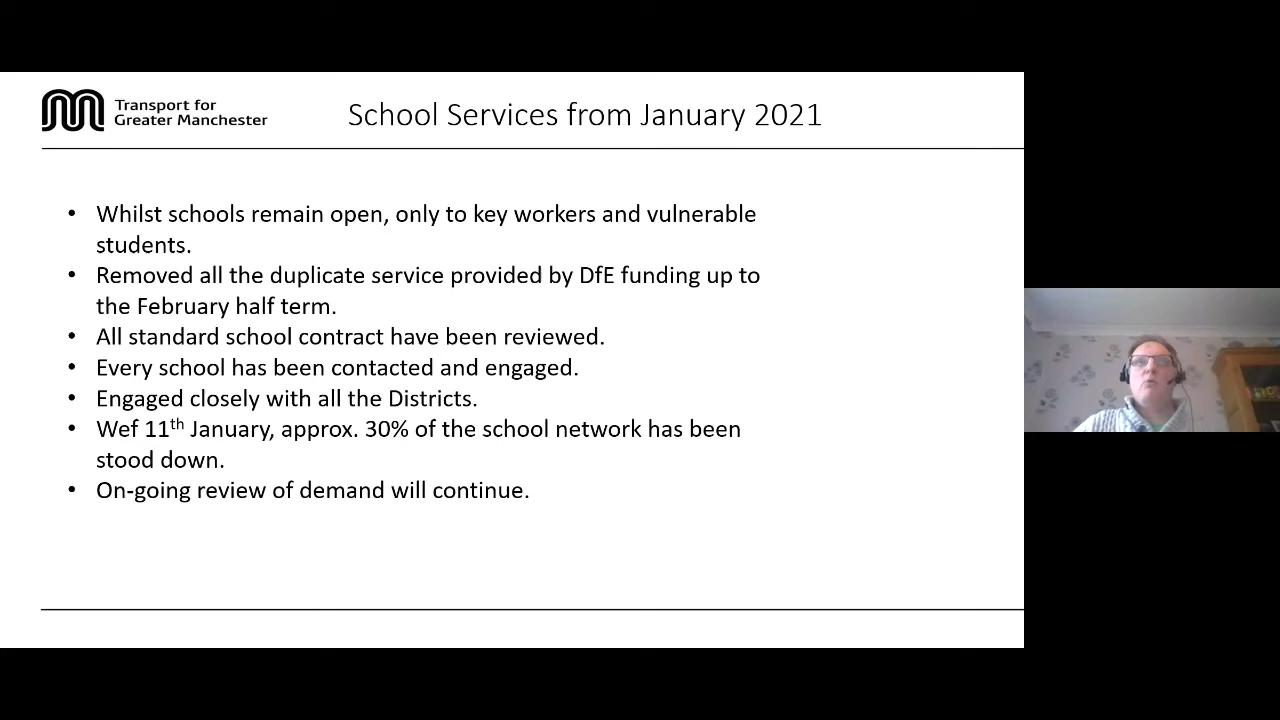 Transport for
Greater Manchester
School Services from January 2021
• Whilst schools remain open, only to key workers and vulnerable
students.
• Removed all the duplicate service provided by DfE funding up to
the February half term.
• All standard school contract have been reviewed.
• Every school has been contacted and engaged.
• Engaged closely with all the Districts.
• Wef 11th January, approx. 30% of the school network has been
stood down.
• On-going review of demand will continue.